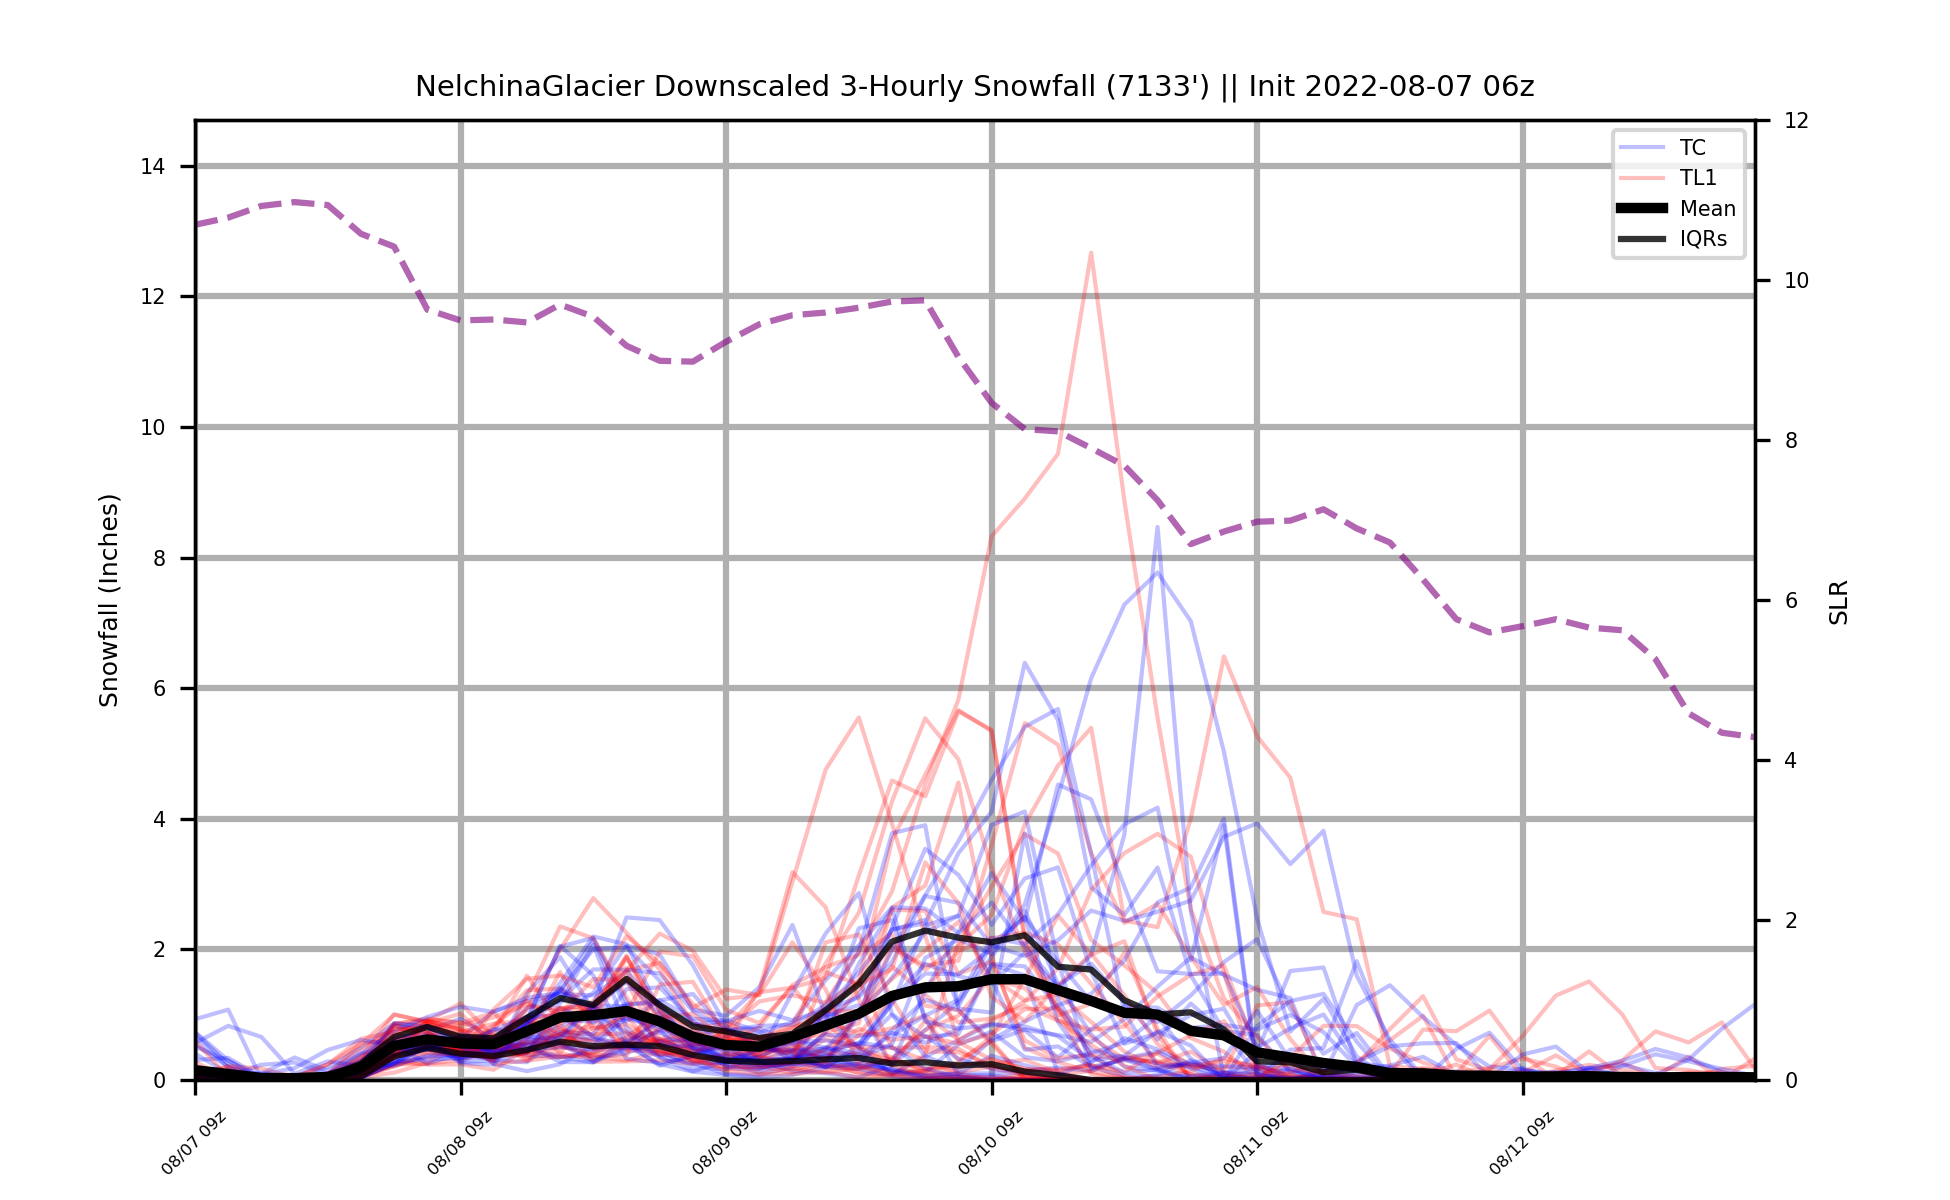 NelchinaGlacier Downscaled 3-Hourly Snowfall (7133') || Init 2022-08-07 06z
TC
TL1
Mean
IQRs
Snowfall (Inches)
14
12
10
8
6
4
2
0
SLR
12
10
8
6
4
2
0
08/07 09z
08/08 09z
08/09 09z
08/10 09z
08/11 09z
08/12 09z